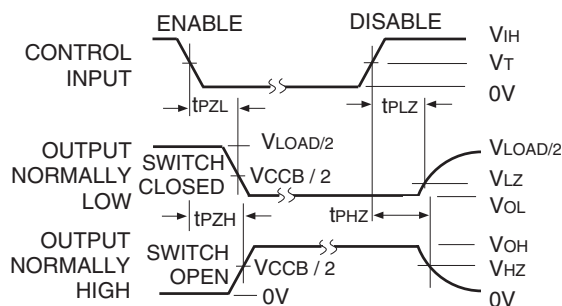 ENABLE DISABLE
CONTROL INPUT
VIH
VT
0V
tPZL
tPLZ
OUTPUT NORMALLY LOW
SWITCH CLOSED
VLOAD/2
VCCB / 2
VLOAD/2
VLZ
VOL
tPZH
tPHZ
OUTPUT NORMALLY HIGH
SWITCH OPEN
VCCB / 2
0V
VOH
VHZ
0V